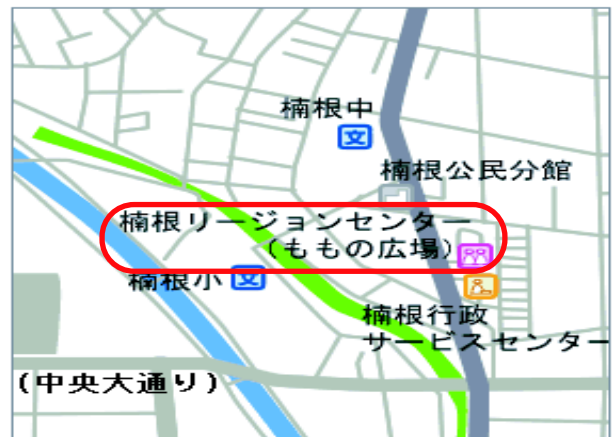 楠根中
文
楠根公民分館
楠根リージョンセンター
(ももの広場)
楠根小
文
楠根行政
サービスセンター
(中央大通り)